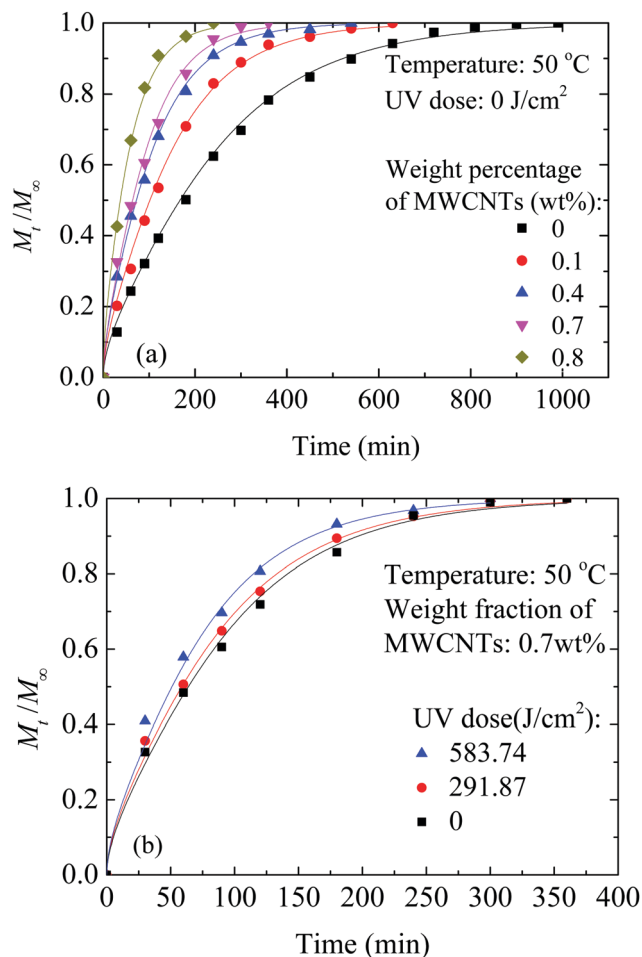 1.0
0.8
0.6
0.4
0.2
0.0
M_t/M_∞
Temperature: 50 °C
UV dose: 0 J/cm²
Weight percentage
of MWCNTs (wt%):
0
0.1
0.4
0.7
0.8
(a)
0 200 400 600 800 1000
Time (min)
1.0
0.8
0.6
0.4
0.2
0.0
M_t/M_∞
Temperature: 50 °C
Weight fraction of
MWCNTs: 0.7wt%
UV dose(J/cm²):
583.74
291.87
0
(b)
0 50 100 150 200 250 300 350 400
Time (min)